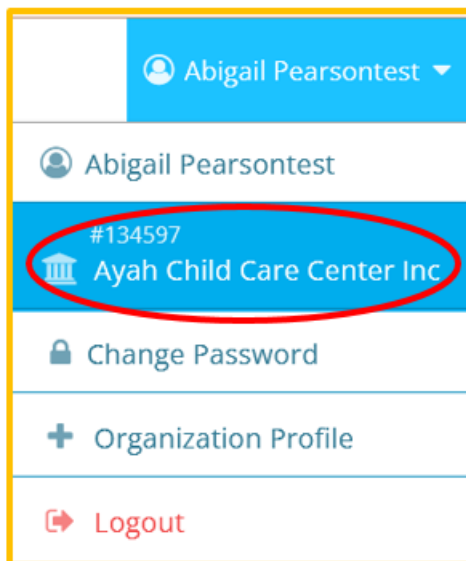 Abigail Pearsontest
Abigail Pearsontest
#134597
Ayah Child Care Center Inc
Change Password
Organization Profile
Logout